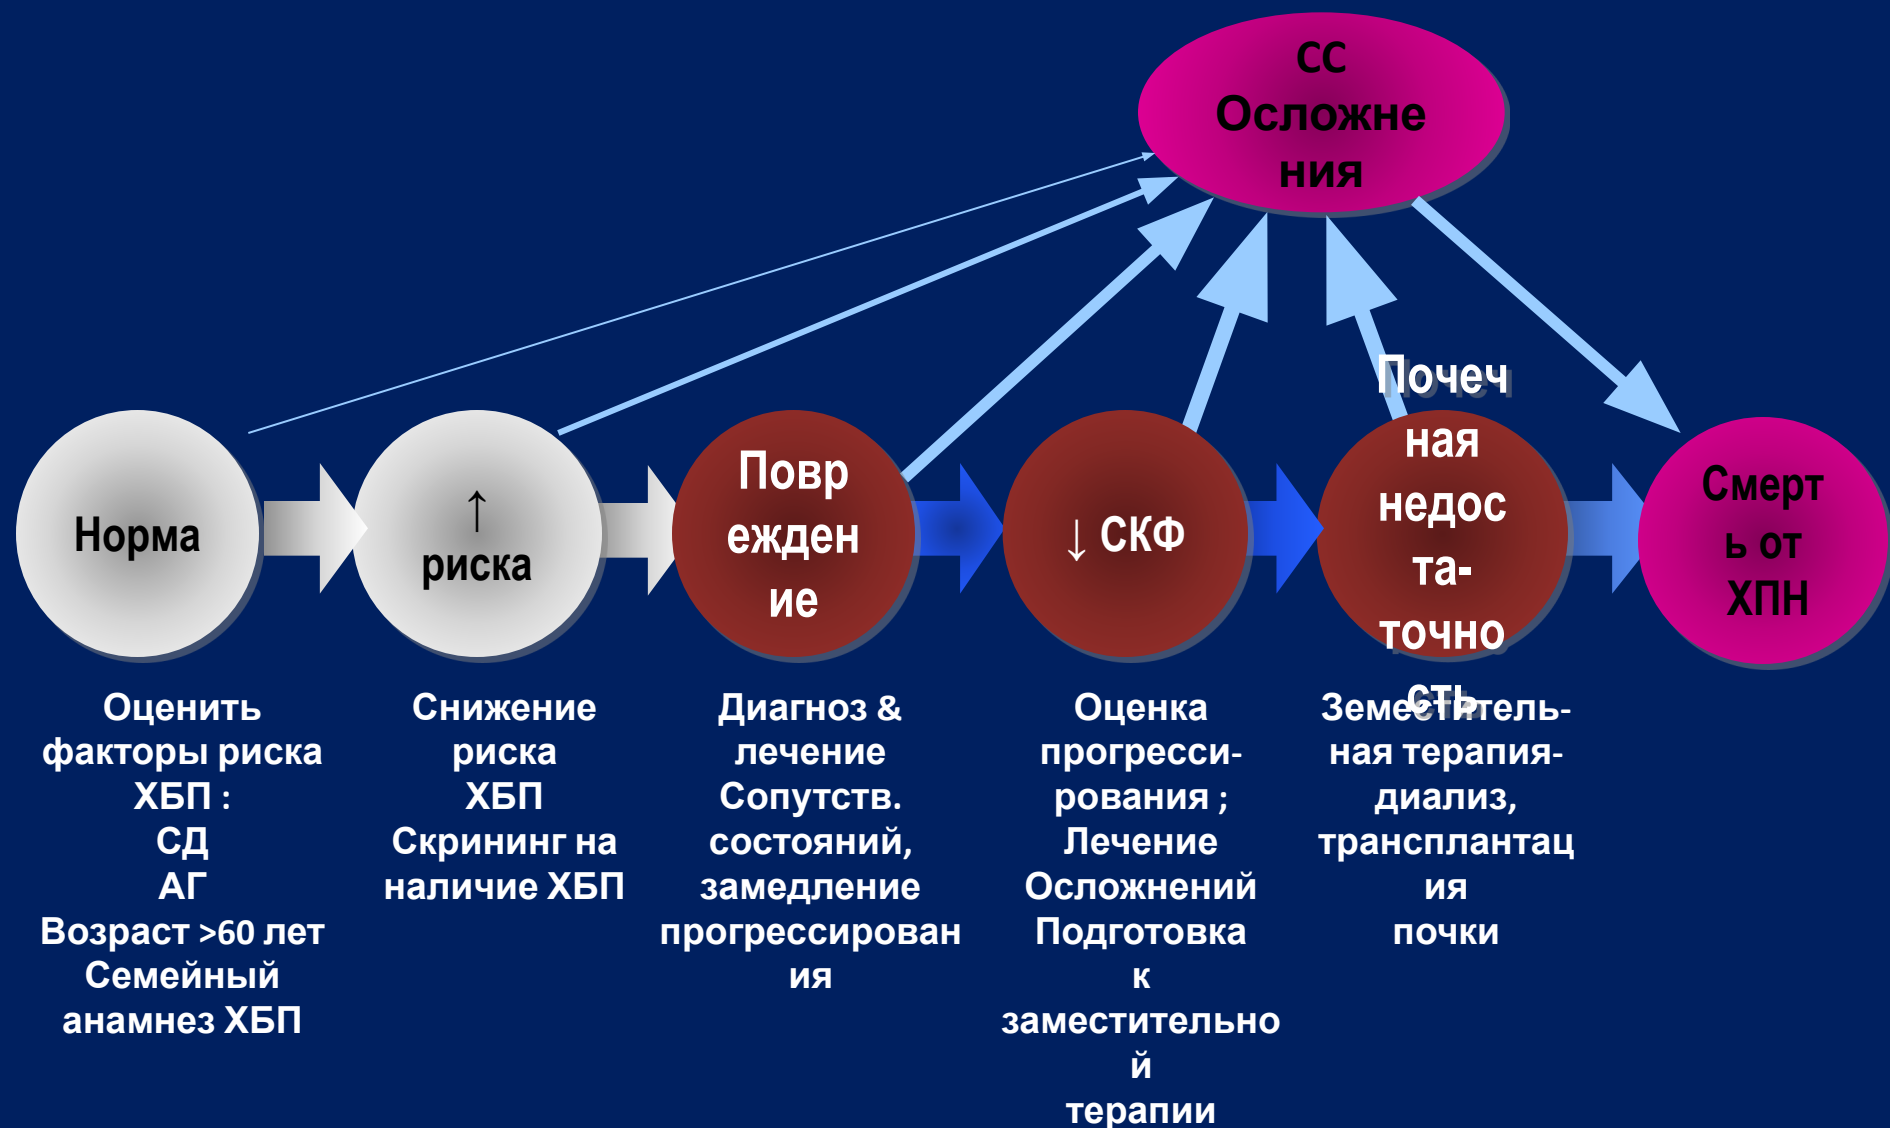 СС
Осложне
ния
Норма
↑
риска
Повр
ежден
ие
↓ СКФ
Почеч
ная
недос
та-
точно
сть
Смерт
ь от
ХПН
Оценить
факторы риска
ХБП :
СД
АГ
Возраст >60 лет
Семейный
анамнез ХБП
Снижение
риска
ХБП
Скрининг на
наличие ХБП
Диагноз &
лечение
Сопутств.
состояний,
замедление
прогрессирован
ия
Оценка
прогресси-
рования ;
Лечение
Осложнений
Подготовка
к
заместительно
й
терапии
Земеститель-
ная терапия-
диализ,
трансплантац
ия
почки